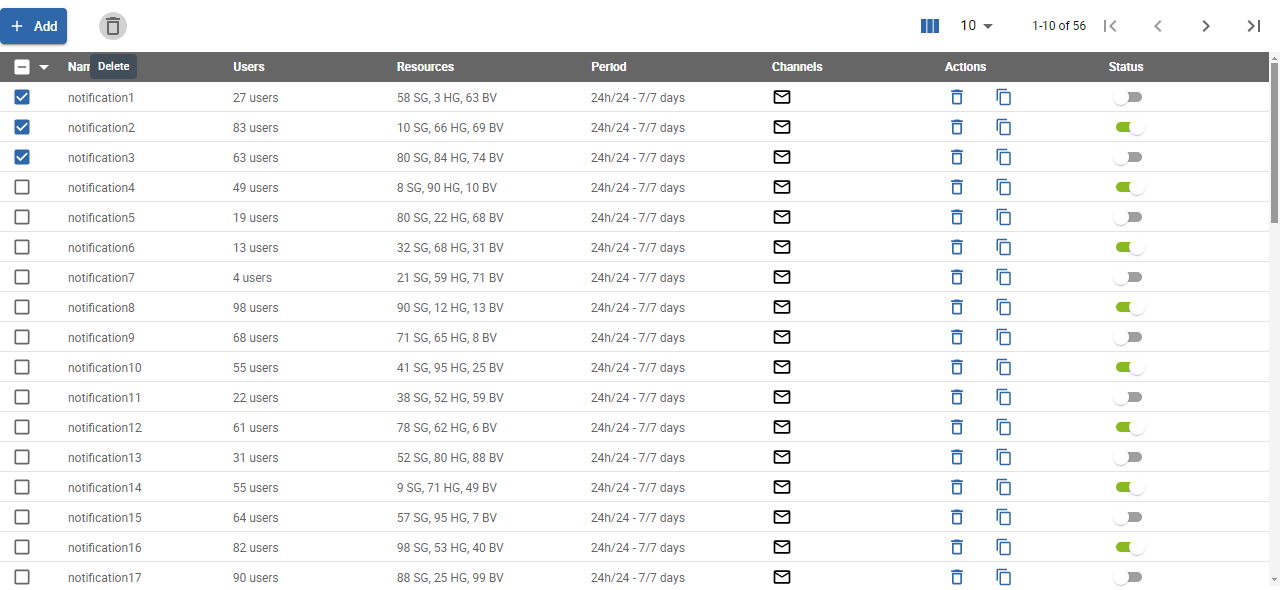 Add 10 1-10 of 56
Nam Delete Users Resources Period Channels Actions Status
notification1 27 users 58 SG, 3 HG, 63 BV 24h/24 - 7/7 days
notification2 83 users 10 SG, 66 HG, 69 BV 24h/24 - 7/7 days
notification3 63 users 80 SG, 84 HG, 74 BV 24h/24 - 7/7 days
notification4 49 users 8 SG, 90 HG, 10 BV 24h/24 - 7/7 days
notification5 19 users 80 SG, 22 HG, 68 BV 24h/24 - 7/7 days
notification6 13 users 32 SG, 68 HG, 31 BV 24h/24 - 7/7 days
notification7 4 users 21 SG, 59 HG, 71 BV 24h/24 - 7/7 days
notification8 98 users 90 SG, 12 HG, 13 BV 24h/24 - 7/7 days
notification9 68 users 71 SG, 65 HG, 8 BV 24h/24 - 7/7 days
notification10 55 users 41 SG, 95 HG, 25 BV 24h/24 - 7/7 days
notification11 22 users 38 SG, 52 HG, 59 BV 24h/24 - 7/7 days
notification12 61 users 78 SG, 62 HG, 6 BV 24h/24 - 7/7 days
notification13 31 users 52 SG, 80 HG, 88 BV 24h/24 - 7/7 days
notification14 55 users 9 SG, 71 HG, 49 BV 24h/24 - 7/7 days
notification15 64 users 57 SG, 95 HG, 7 BV 24h/24 - 7/7 days
notification16 82 users 98 SG, 53 HG, 40 BV 24h/24 - 7/7 days
notification17 90 users 88 SG, 25 HG, 99 BV 24h/24 - 7/7 days